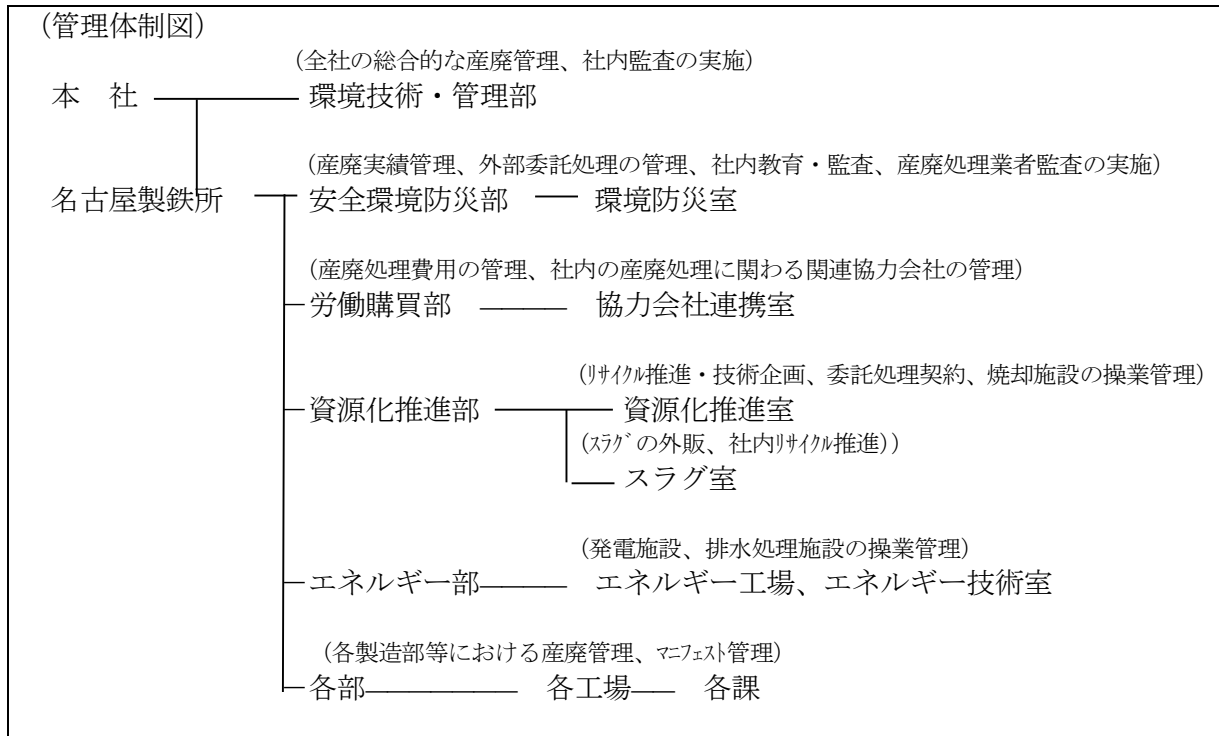 (管理体制図)
(全社の総合的な産廃管理、社内監査の実施)
本　社　環境技術・管理部
(産廃実績管理、外部委託処理の管理、社内教育・監査、産廃処理業者監査の実施)
名古屋製鉄所　安全環境防災部　環境防災室
(産廃処理費用の管理、社内の産廃処理に関わる関連協力会社の管理)
労働購買部　協力会社連携室
(ﾘｻｲｸﾙ推進・技術企画、委託処理契約、焼却施設の操業管理)
資源化推進部　資源化推進室
(ｽﾗｸﾞの外販、社内ﾘｻｲｸﾙ推進))
スラグ室
(発電施設、排水処理施設の操業管理)
エネルギー部　エネルギー工場、エネルギー技術室
(各製造部等における産廃管理、ﾏﾆﾌｪｽﾄ管理)
各部　各工場　各課